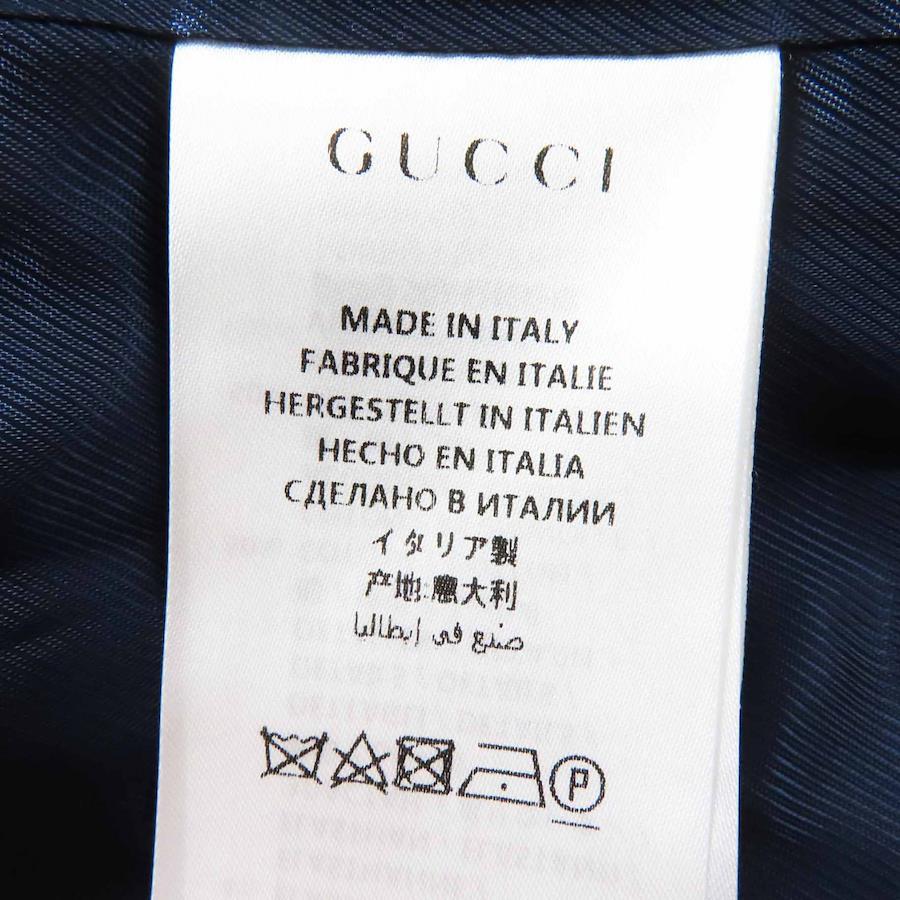 GUCCI
MADE IN ITALY
FABRIQUE EN ITALIE
HERGESTELLT IN ITALIEN
HECHO EN ITALIA
СДЕЛАНО В ИТАЛИИ
イタリア製
产地:意大利
صنع في إيطاليا
P